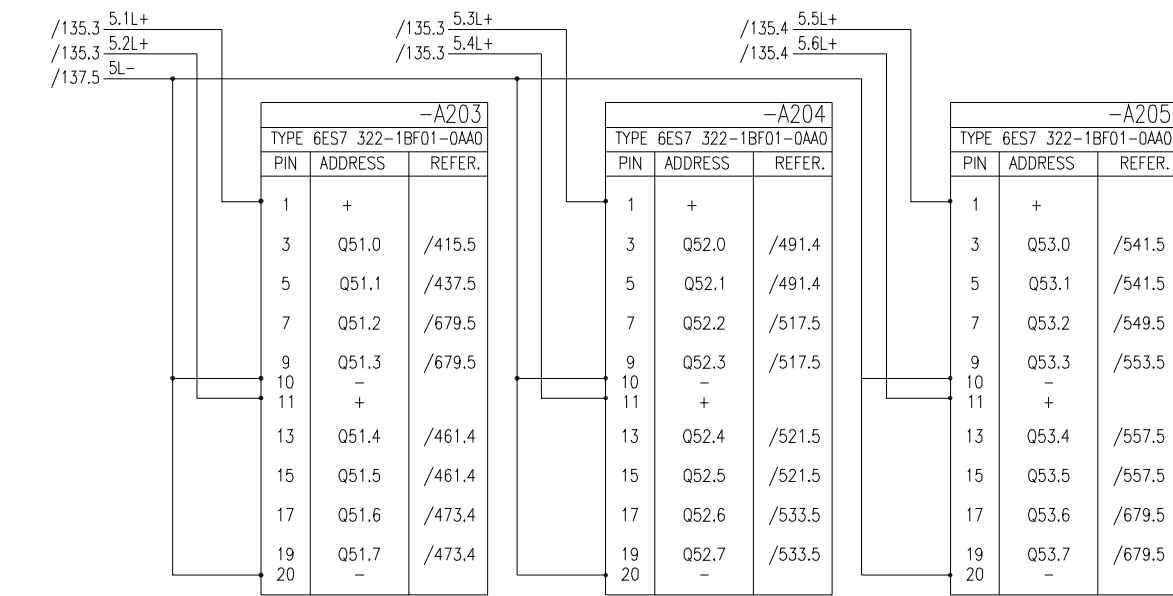 /135.3 5.1L+
/135.3 5.2L+
/137.5 5L-
/135.3 5.3L+
/135.3 5.4L+
/135.4 5.5L+
/135.4 5.6L+
-A203
TYPE 6ES7 322-1BF01-0AA0
PIN ADDRESS REFER.
1 +
3 Q51.0 /415.5
5 Q51.1 /437.5
7 Q51.2 /679.5
9 Q51.3 /679.5
10 -
11 +
13 Q51.4 /461.4
15 Q51.5 /461.4
17 Q51.6 /473.4
19 Q51.7 /473.4
20 -
-A204
TYPE 6ES7 322-1BF01-0AA0
PIN ADDRESS REFER.
1 +
3 Q52.0 /491.4
5 Q52.1 /491.4
7 Q52.2 /517.5
9 Q52.3 /517.5
10 -
11 +
13 Q52.4 /521.5
15 Q52.5 /521.5
17 Q52.6 /533.5
19 Q52.7 /533.5
20 -
-A205
TYPE 6ES7 322-1BF01-0AA0
PIN ADDRESS REFER.
1 +
3 Q53.0 /541.5
5 Q53.1 /541.5
7 Q53.2 /549.5
9 Q53.3 /553.5
10 -
11 +
13 Q53.4 /557.5
15 Q53.5 /557.5
17 Q53.6 /679.5
19 Q53.7 /679.5
20 -